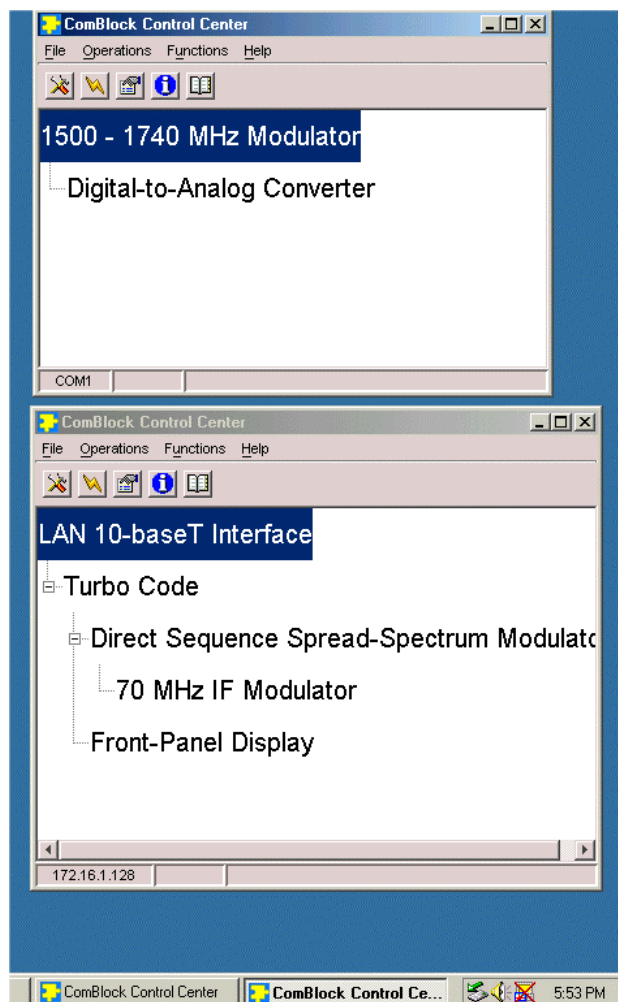 ComBlock Control Center
File Operations Functions Help
1500 - 1740 MHz Modulator
Digital-to-Analog Converter
COM1
ComBlock Control Center
File Operations Functions Help
LAN 10-baseT Interface
Turbo Code
Direct Sequence Spread-Spectrum Modulato
70 MHz IF Modulator
Front-Panel Display
172.16.1.128
ComBlock Control Center ComBlock Control Ce... 5:53 PM